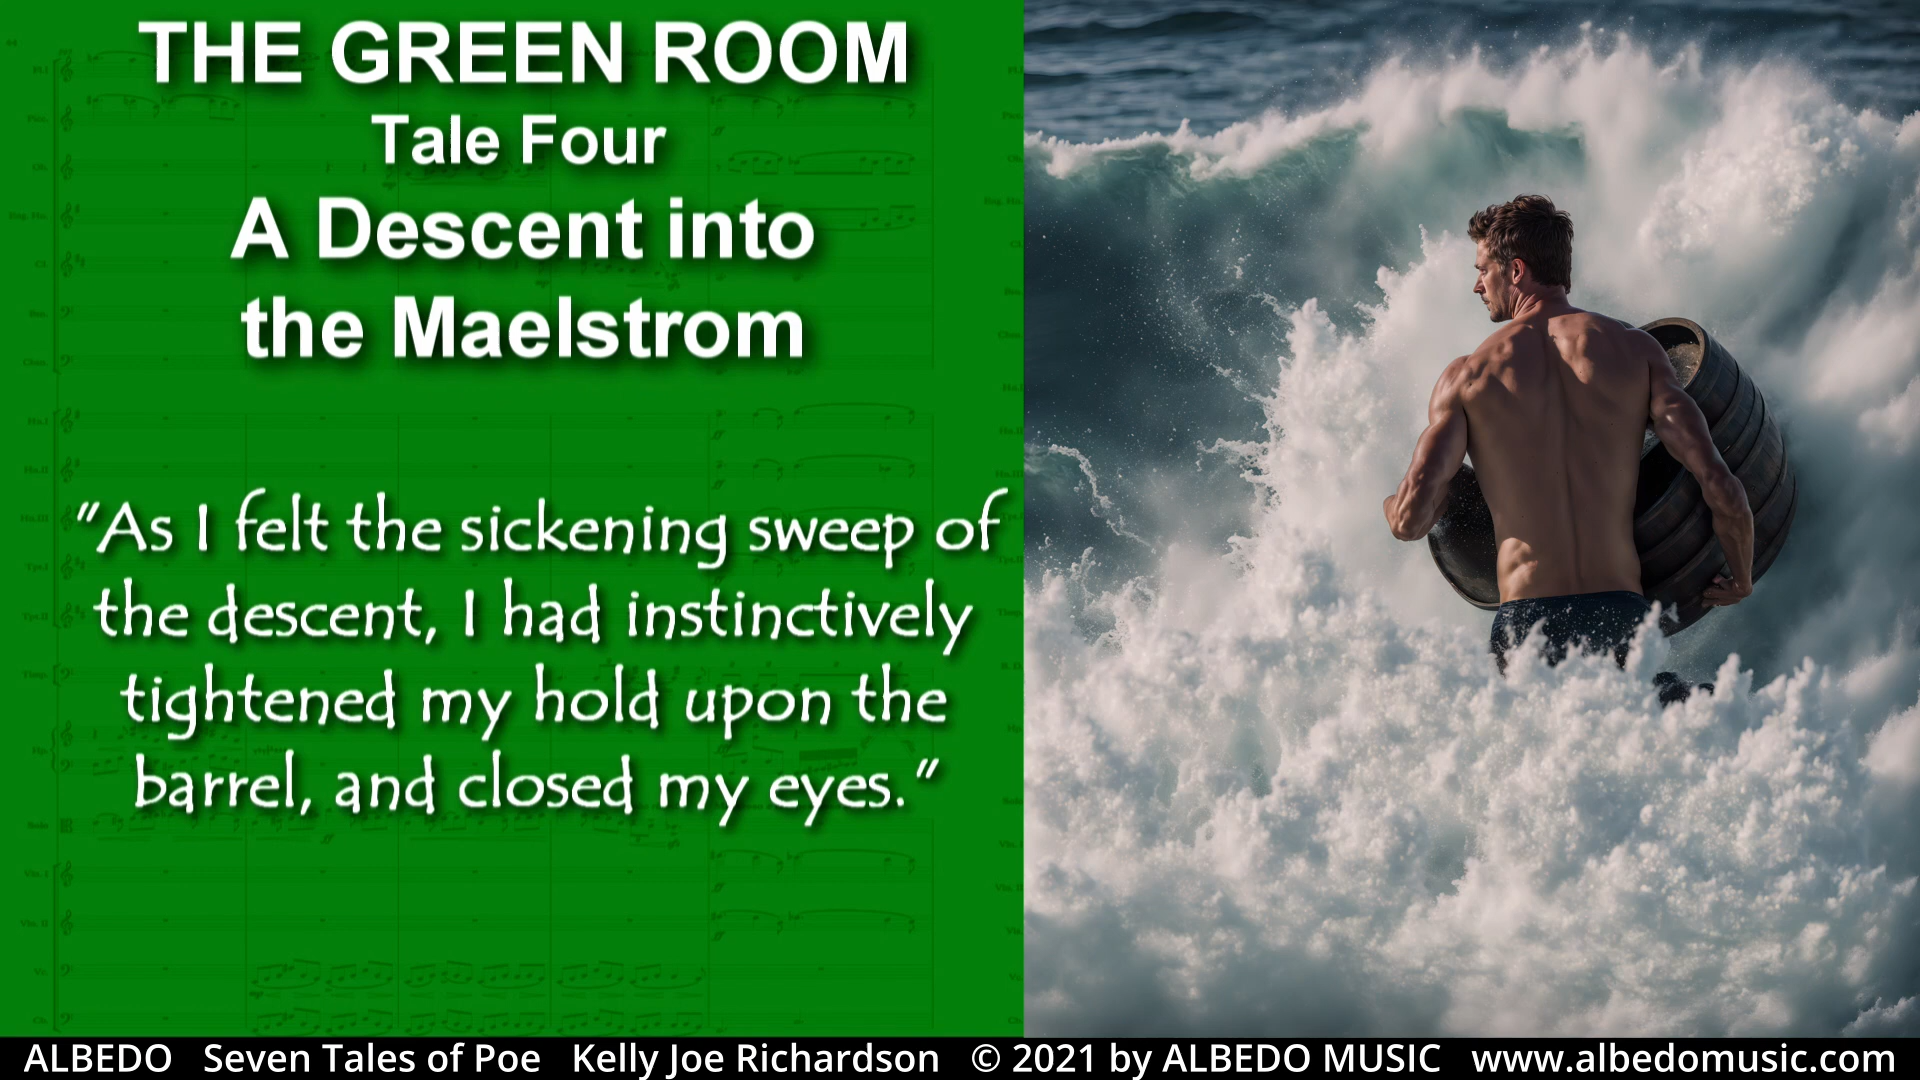 THE GREEN ROOM
Tale Four
A Descent into
the Maelstrom
"As I felt the sickening sweep of
the descent, I had instinctively
tightened my hold upon the
barrel, and closed my eyes."
ALBEDO Seven Tales of Poe Kelly Joe Richardson © 2021 by ALBEDO MUSIC www.albedomusic.com